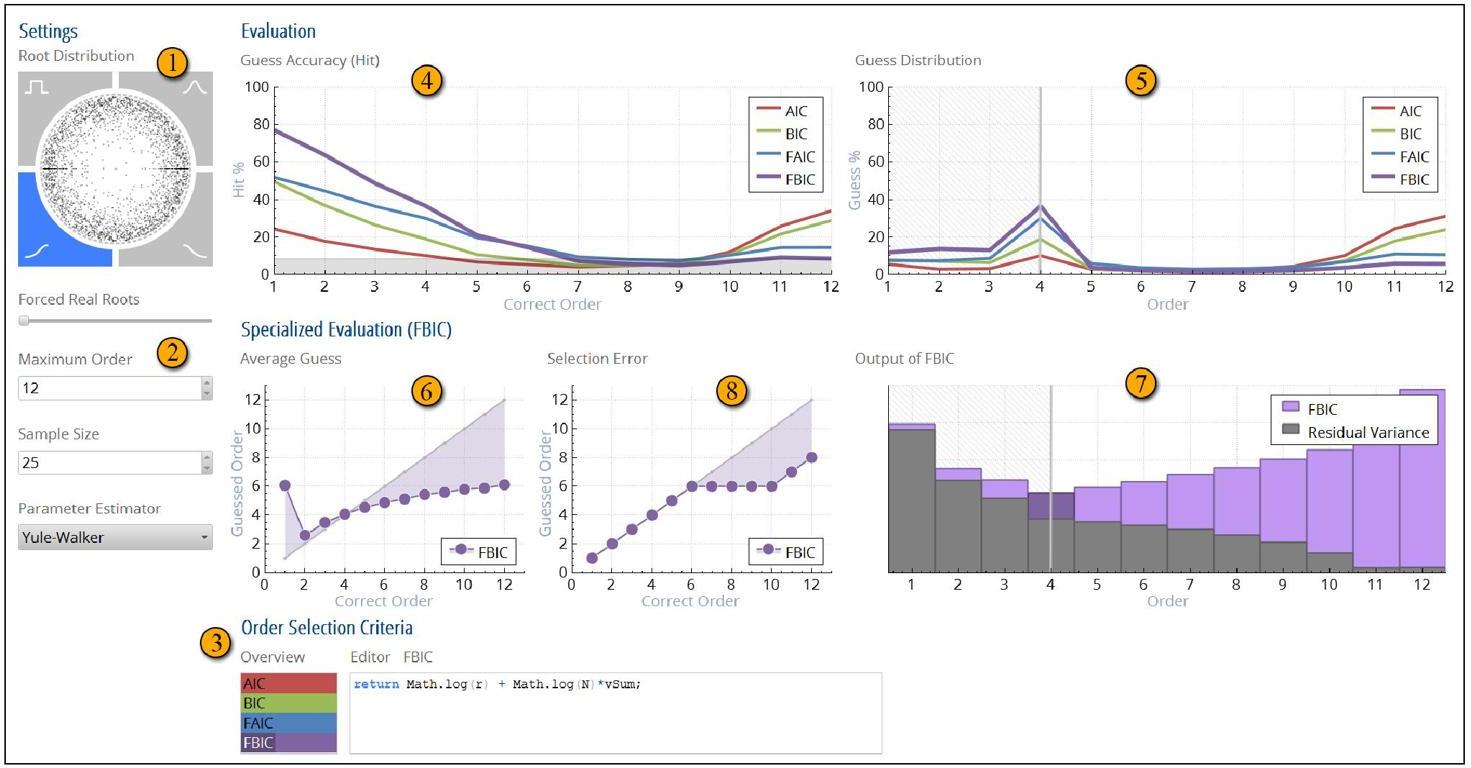 Settings
Root Distribution
1
Forced Real Roots
Maximum Order
2
12
Sample Size
25
Parameter Estimator
Yule-Walker
Evaluation
Guess Accuracy (Hit)
4
Hit %
100
80
60
40
20
0
1 2 3 4 5 6 7 8 9 10 11 12
Correct Order
AIC
BIC
FAIC
FBIC
Guess Distribution
5
Guess %
100
80
60
40
20
0
1 2 3 4 5 6 7 8 9 10 11 12
Order
AIC
BIC
FAIC
FBIC
Specialized Evaluation (FBIC)
Average Guess
6
Guessed Order
12
10
8
6
4
2
0
0 2 4 6 8 10 12
Correct Order
FBIC
Selection Error
8
Guessed Order
12
10
8
6
4
2
0
0 2 4 6 8 10 12
Correct Order
FBIC
Output of FBIC
7
FBIC
Residual Variance
1 2 3 4 5 6 7 8 9 10 11 12
Order
Order Selection Criteria
3
Overview
AIC
BIC
FAIC
FBIC
Editor FBIC
return Math.log(r) + Math.log(N)*vSum;